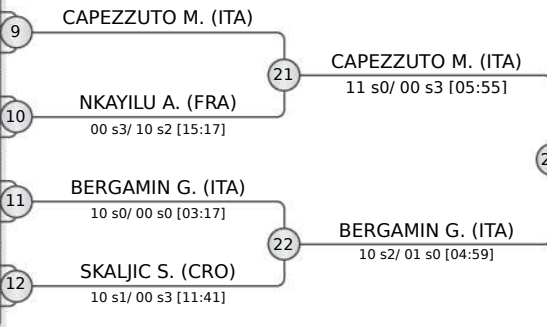 CAPEZZUTO M. (ITA)
9
21
CAPEZZUTO M. (ITA)
11 s0/ 00 s3 [05:55]
NKAYILU A. (FRA)
10
00 s3/ 10 s2 [15:17]
BERGAMIN G. (ITA)
11
10 s0/ 00 s0 [03:17]
22
BERGAMIN G. (ITA)
10 s2/ 01 s0 [04:59]
SKALJIC S. (CRO)
12
10 s1/ 00 s3 [11:41]